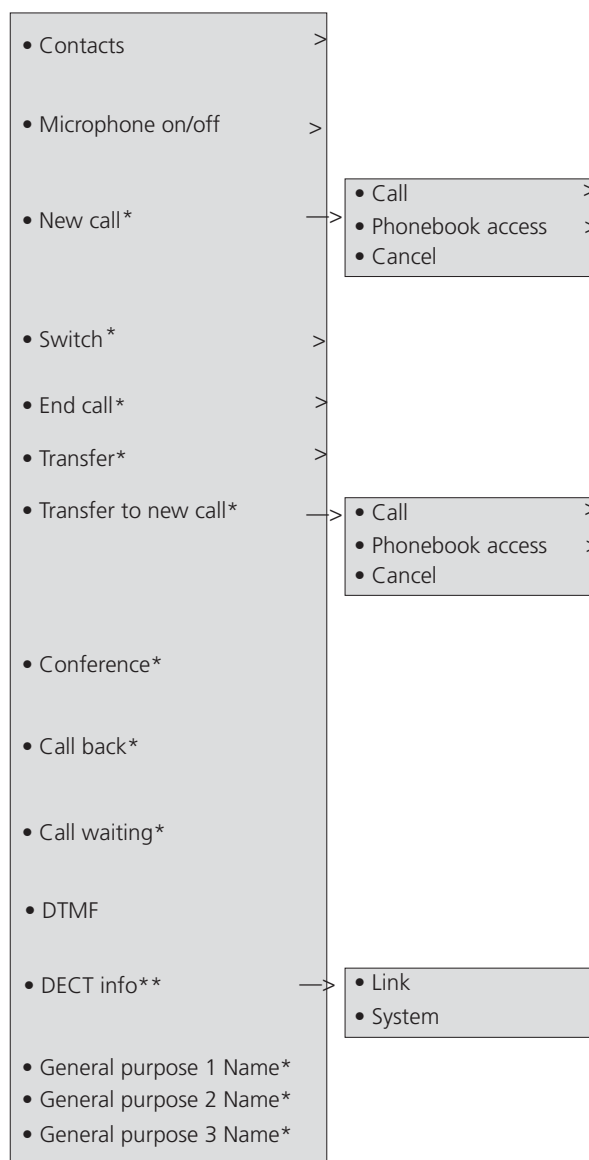 • Contacts >
• Microphone on/off >
• New call* —>
• Call >
• Phonebook access >
• Cancel
• Switch* >
• End call* >
• Transfer* >
• Transfer to new call* —>
• Call >
• Phonebook access >
• Cancel
• Conference*
• Call back*
• Call waiting*
• DTMF
• DECT info** —>
• Link
• System
• General purpose 1 Name*
• General purpose 2 Name*
• General purpose 3 Name*